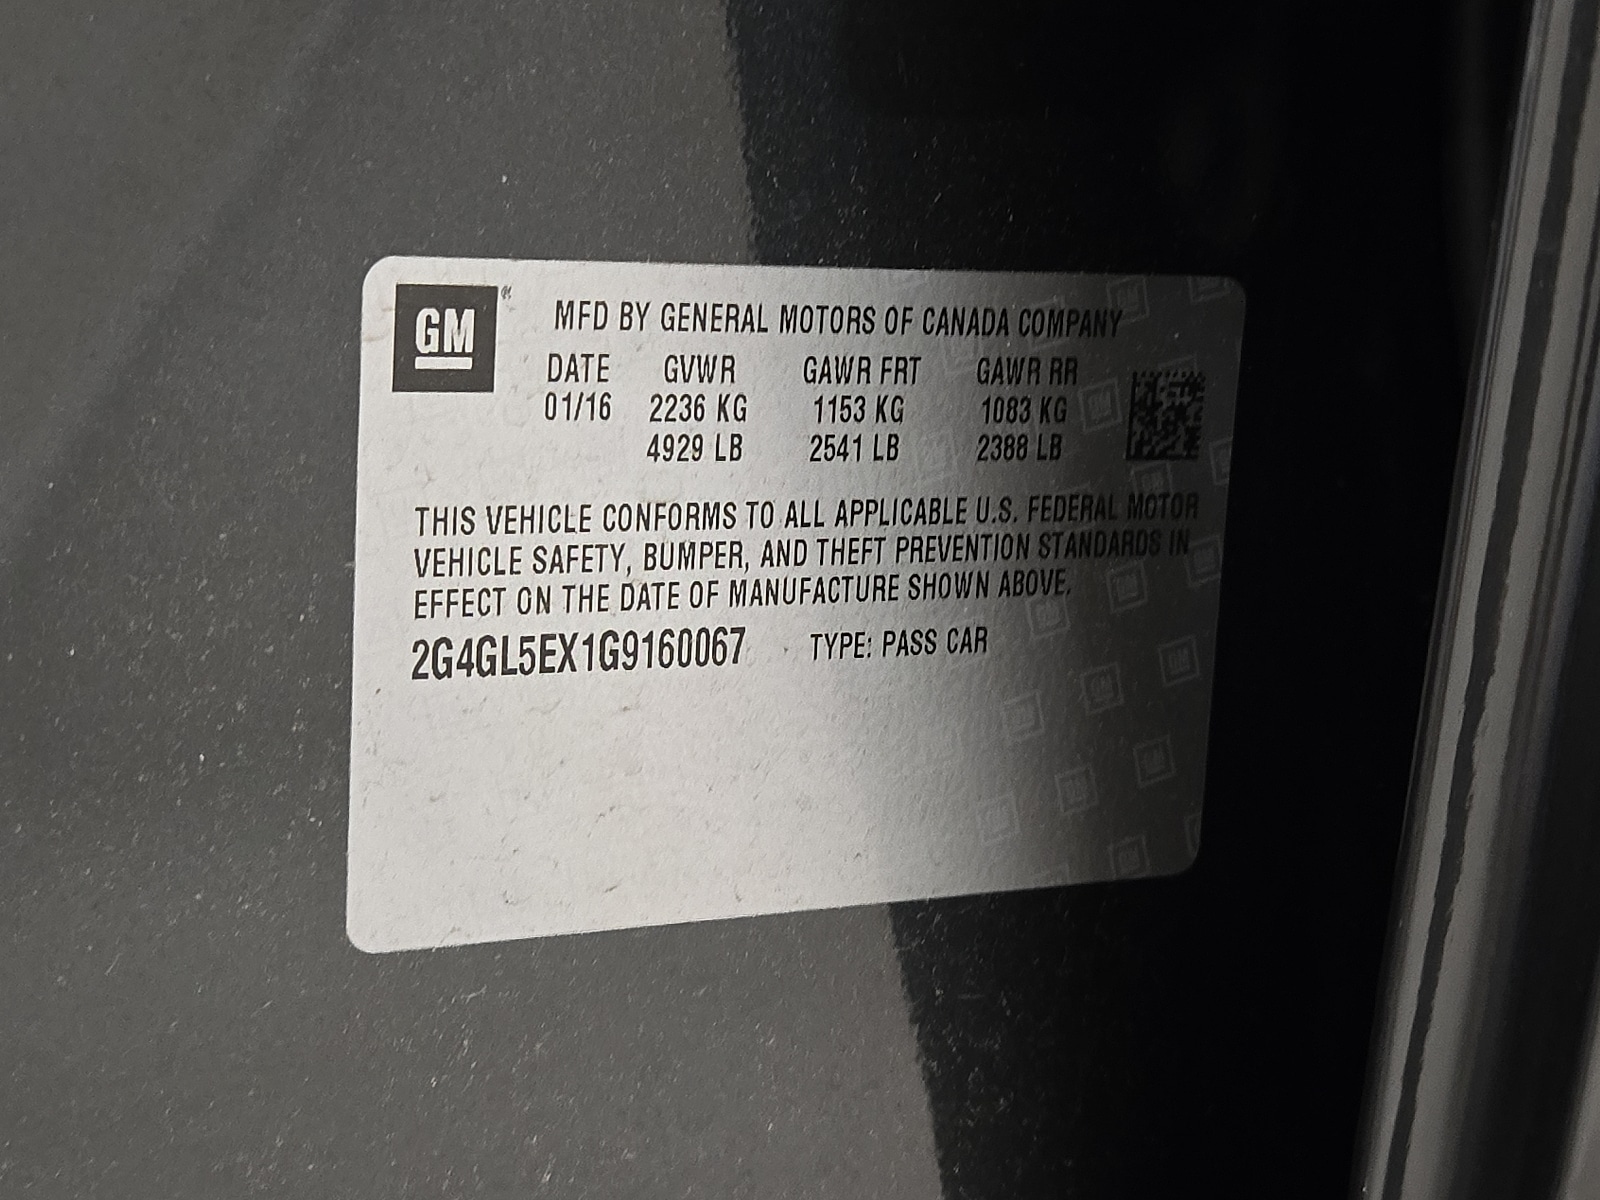 GM
MFD BY GENERAL MOTORS OF CANADA COMPANY
DATE GVWR GAWR FRT GAWR RR
01/16 2236 KG 1153 KG 1083 KG
4929 LB 2541 LB 2388 LB
THIS VEHICLE CONFORMS TO ALL APPLICABLE U.S. FEDERAL MOTOR
VEHICLE SAFETY, BUMPER, AND THEFT PREVENTION STANDARDS IN
EFFECT ON THE DATE OF MANUFACTURE SHOWN ABOVE.
2G4GL5EX1G9160067 TYPE: PASS CAR